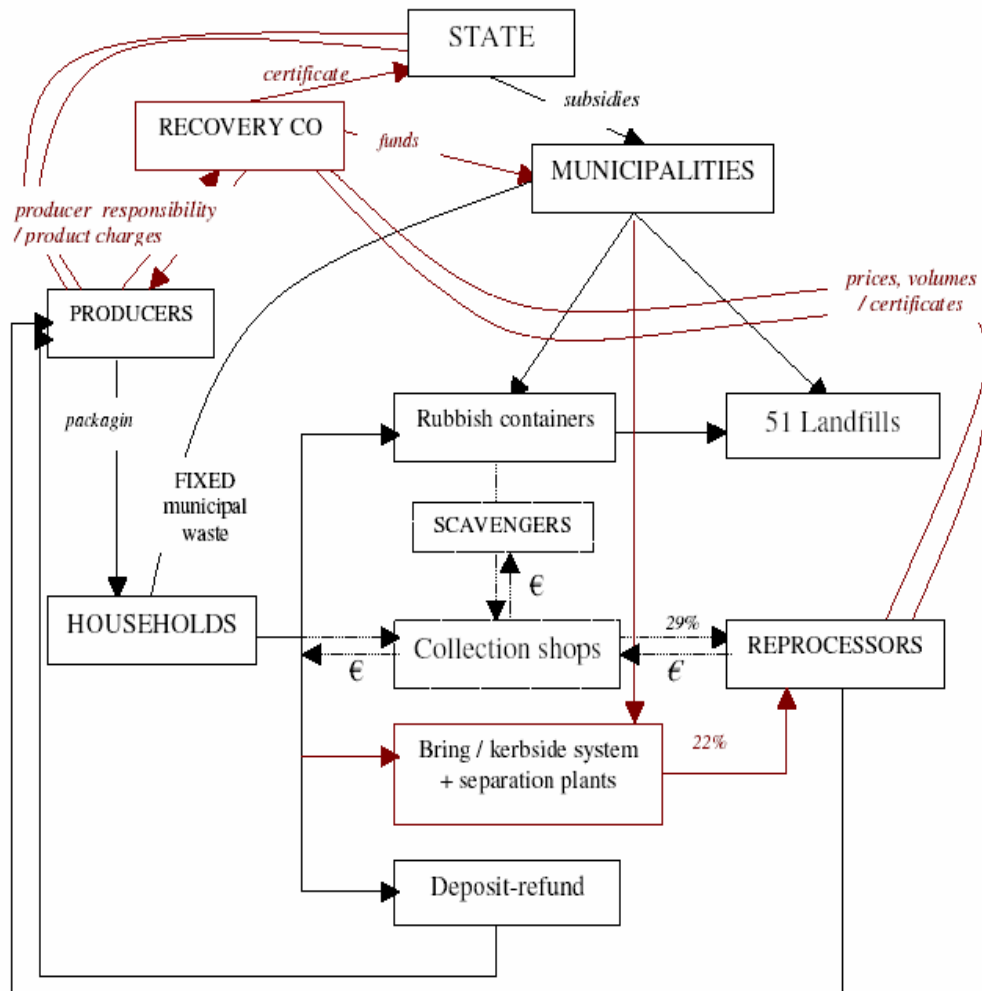 STATE
certificate
subsidies
RECOVERY CO
funds
MUNICIPALITIES
producer responsibility
/ product charges
prices, volumes
/ certificates
PRODUCERS
packagin
Rubbish containers
51 Landfills
FIXED
municipal
waste
SCAVENGERS
€
HOUSEHOLDS
Collection shops
29%
REPROCESSORS
€
€
Bring / kerbside system
+ separation plants
22%
Deposit-refund